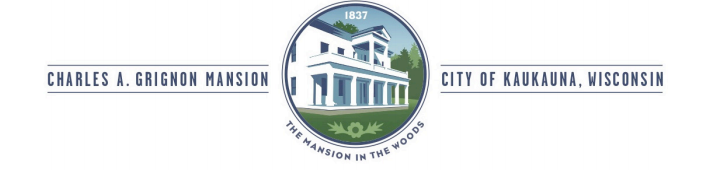 1837
CHARLES A. GRIGNON MANSION
CITY OF KAUKAUNA, WISCONSIN
THE MANSION IN THE WOODS